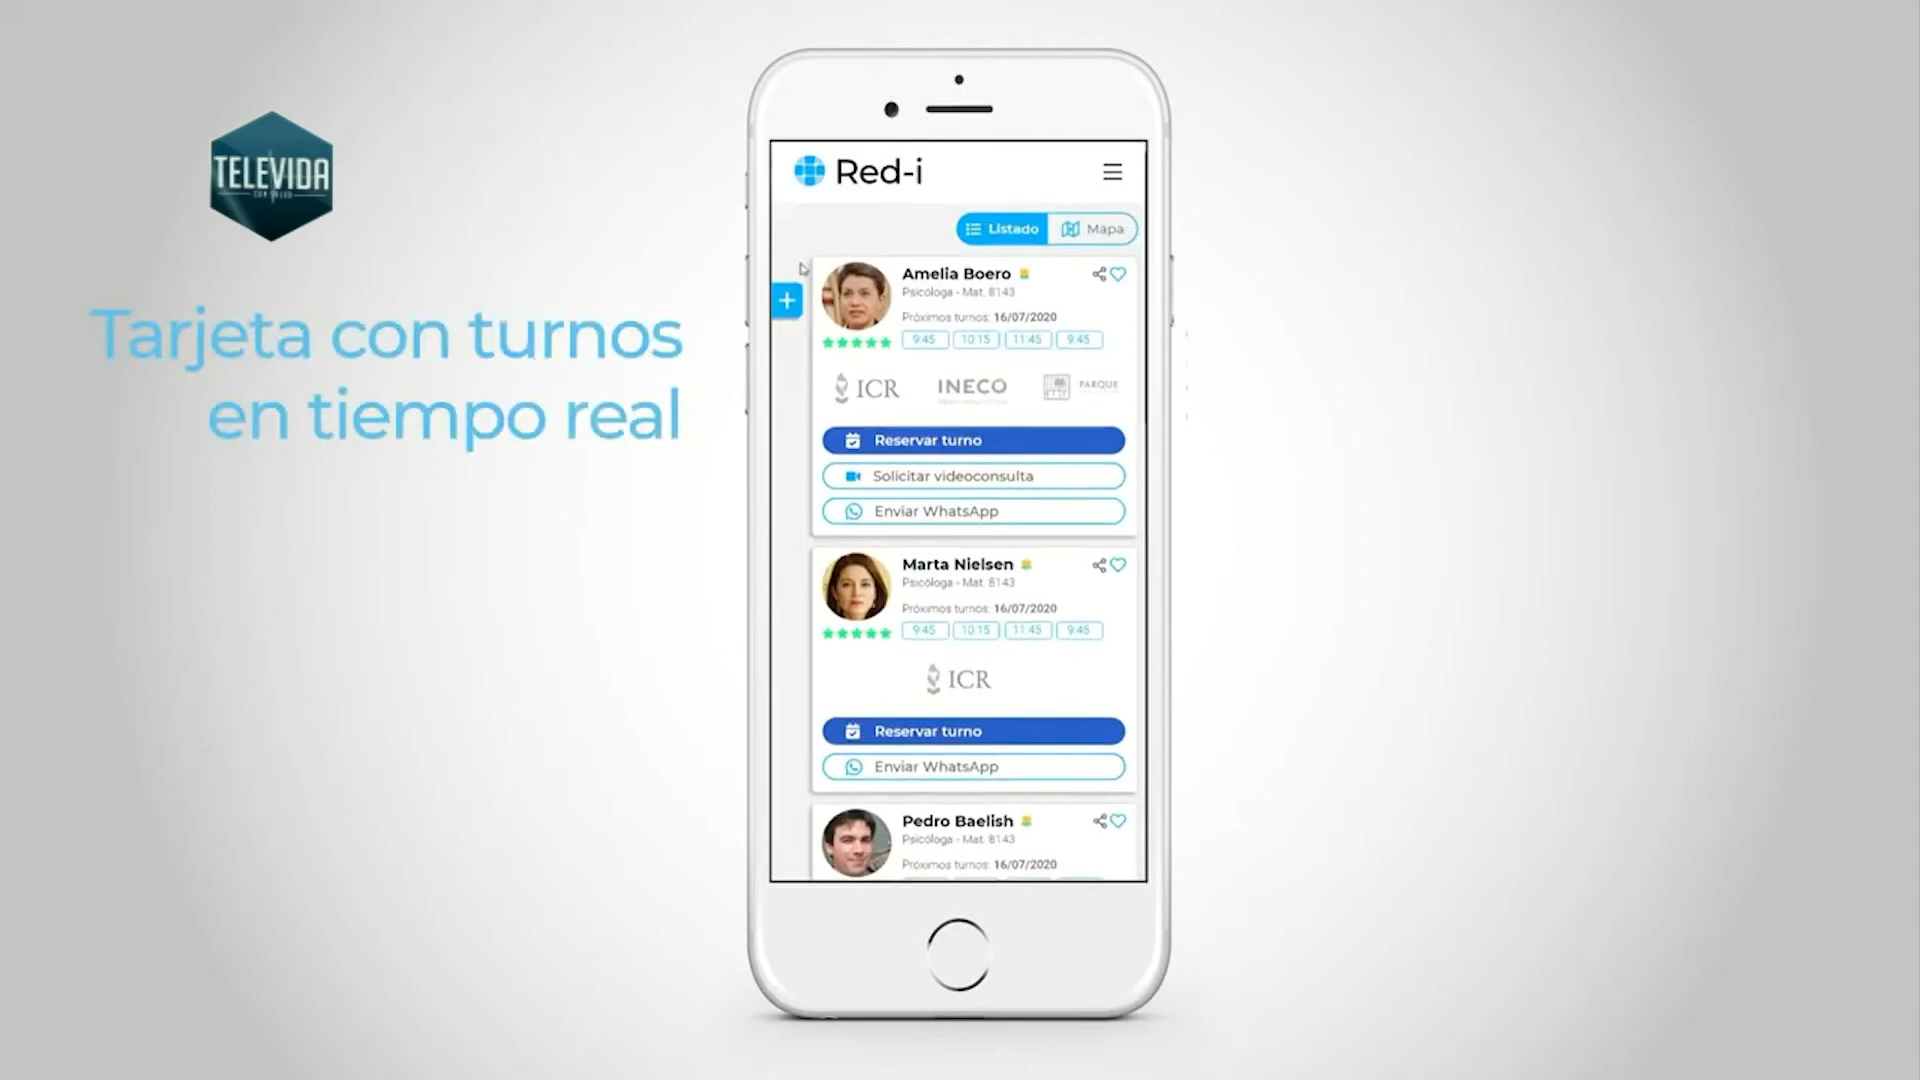 TELEVIDA
CON SALUD
Tarjeta con turnos
en tiempo real
Red-i
Listado
Mapa
Amelia Boero
Psicóloga - Mat. 8143
Próximos turnos: 16/07/2020
9:45 10:15 11:45 9:45
ICR INECO PARQUE
Reservar turno
Solicitar videoconsulta
Enviar WhatsApp
Marta Nielsen
Psicóloga - Mat. 8143
Próximos turnos: 16/07/2020
9:45 10:15 11:45 9:45
ICR
Reservar turno
Enviar WhatsApp
Pedro Baelish
Psicóloga - Mat. 8143
Próximos turnos: 16/07/2020